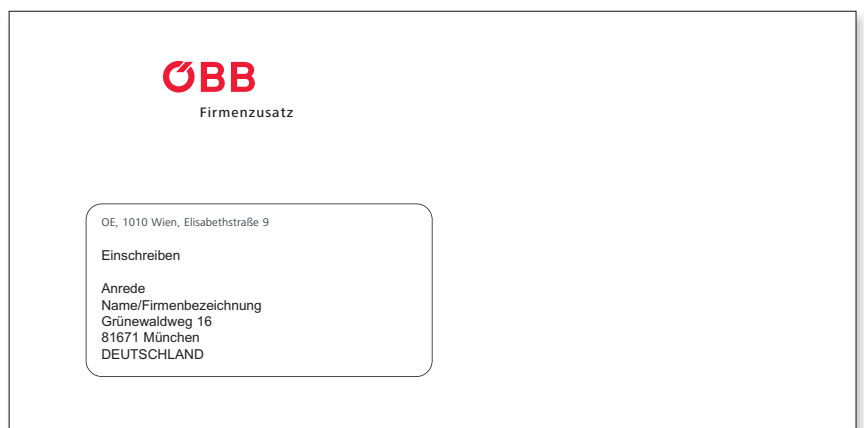 ÖBB
Firmenzusatz
OE, 1010 Wien, Elisabethstraße 9
Einschreiben
Anrede
Name/Firmenbezeichnung
Grünewaldweg 16
81671 München
DEUTSCHLAND